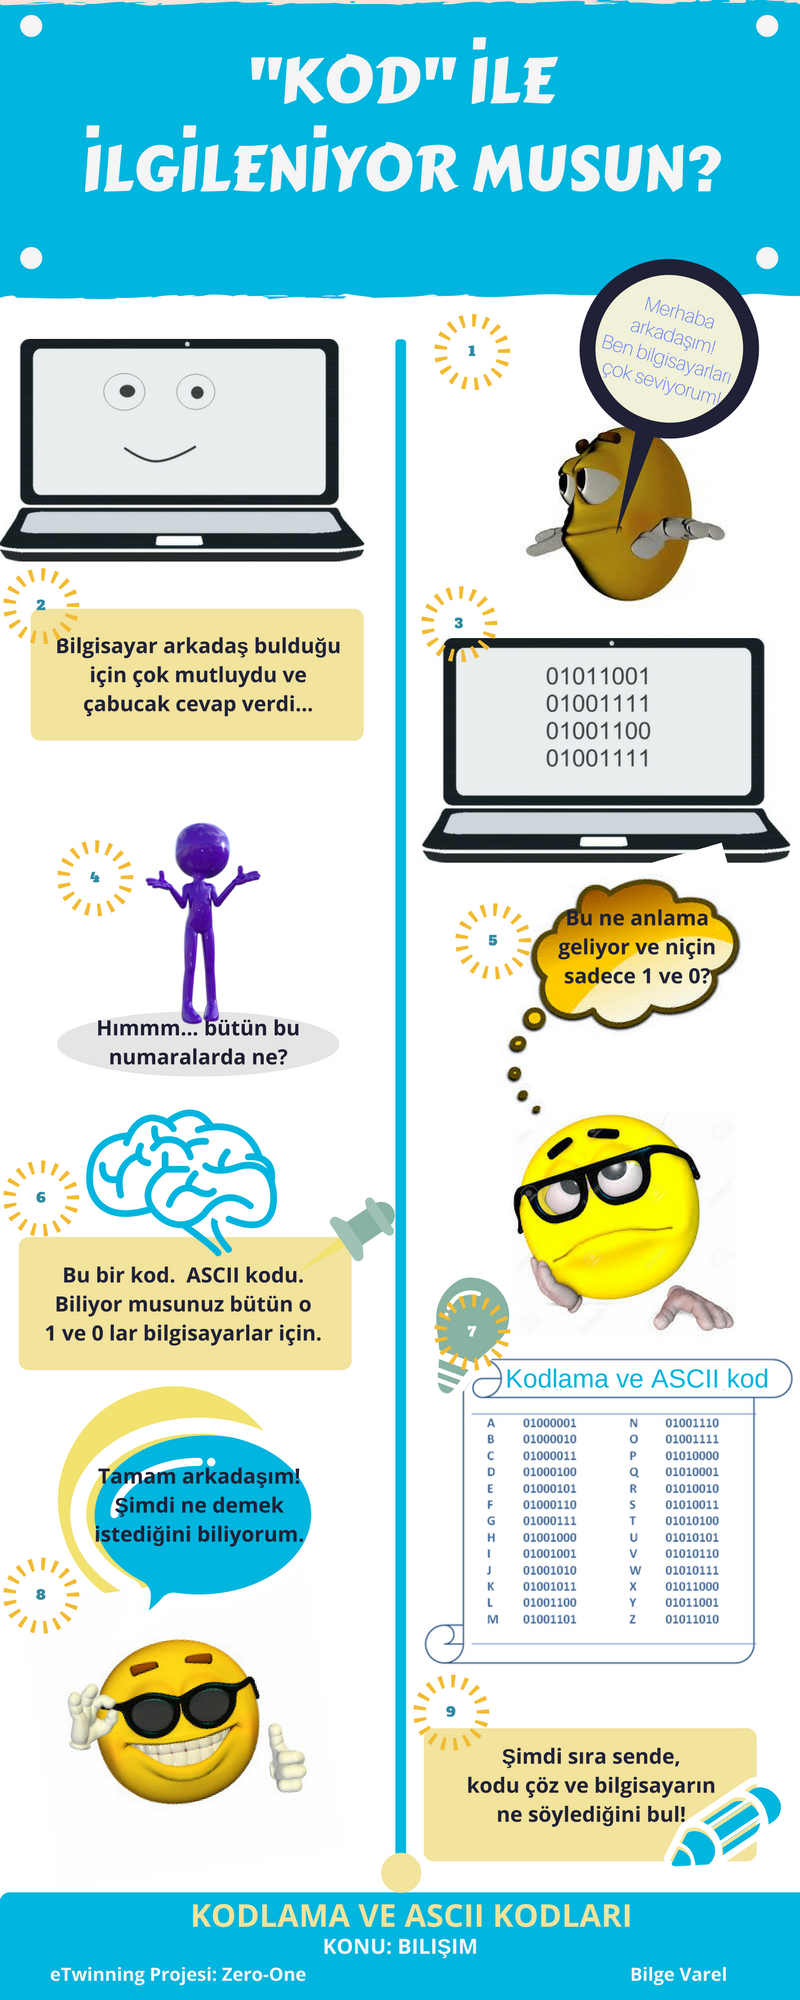 "KOD" İLE
İLGİLENİYOR MUSUN?
1
Merhaba
arkadaşım!
Ben bilgisayarları
çok seviyorum!
2
Bilgisayar arkadaş bulduğu
için çok mutluydu ve
çabucak cevap verdi...
3
01011001
01001111
01001100
01001111
4
Hımmm... bütün bu
numaralarda ne?
5
Bu ne anlama
geliyor ve niçin
sadece 1 ve 0?
6
Bu bir kod. ASCII kodu.
Biliyor musunuz bütün o
1 ve 0 lar bilgisayarlar için.
7
Kodlama ve ASCII kod
A 01000001 N 01001110
B 01000010 O 01001111
C 01000011 P 01010000
D 01000100 Q 01010001
E 01000101 R 01010010
F 01000110 S 01010011
G 01000111 T 01010100
H 01001000 U 01010101
I 01001001 V 01010110
J 01001010 W 01010111
K 01001011 X 01011000
L 01001100 Y 01011001
M 01001101 Z 01011010
8
Tamam arkadaşım!
Şimdi ne demek
istediğini biliyorum.
9
Şimdi sıra sende,
kodu çöz ve bilgisayarın
ne söylediğini bul!
KODLAMA VE ASCII KODLARI
KONU: BILIŞIM
eTwinning Projesi: Zero-One
Bilge Varel